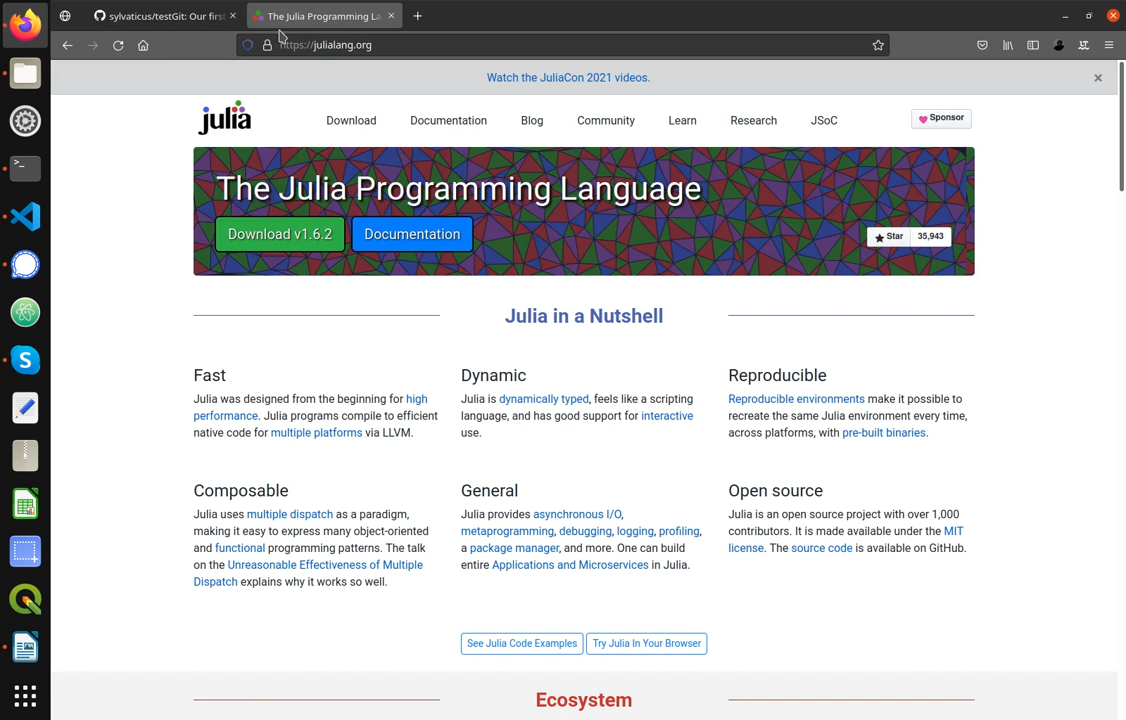 sylvaticus/testGit: Our first
The Julia Programming La
https://julialang.org
Watch the JuliaCon 2021 videos.
julia
Download
Documentation
Blog
Community
Learn
Research
JSoC
Sponsor
The Julia Programming Language
Download v1.6.2
Documentation
Star
35,943
Julia in a Nutshell
Fast
Julia was designed from the beginning for high
performance. Julia programs compile to efficient
native code for multiple platforms via LLVM.
Dynamic
Julia is dynamically typed, feels like a scripting
language, and has good support for interactive
use.
Reproducible
Reproducible environments make it possible to
recreate the same Julia environment every time,
across platforms, with pre-built binaries.
Composable
Julia uses multiple dispatch as a paradigm,
making it easy to express many object-oriented
and functional programming patterns. The talk
on the Unreasonable Effectiveness of Multiple
Dispatch explains why it works so well.
General
Julia provides asynchronous I/O,
metaprogramming, debugging, logging, profiling,
a package manager, and more. One can build
entire Applications and Microservices in Julia.
Open source
Julia is an open source project with over 1,000
contributors. It is made available under the MIT
license. The source code is available on GitHub.
See Julia Code Examples
Try Julia In Your Browser
Ecosystem